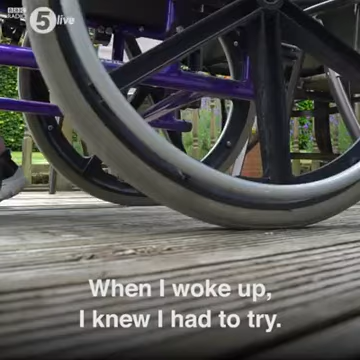 BBC
RADIO
5 live
When I woke up,
I knew I had to try.